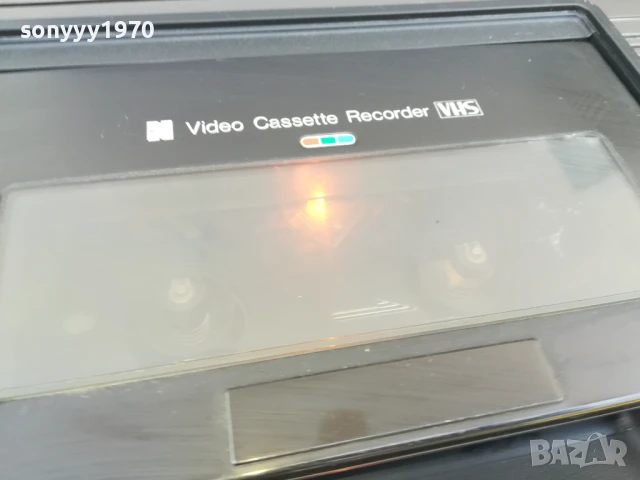 sonyyy1970
N Video Cassette Recorder VHS
BAZAR